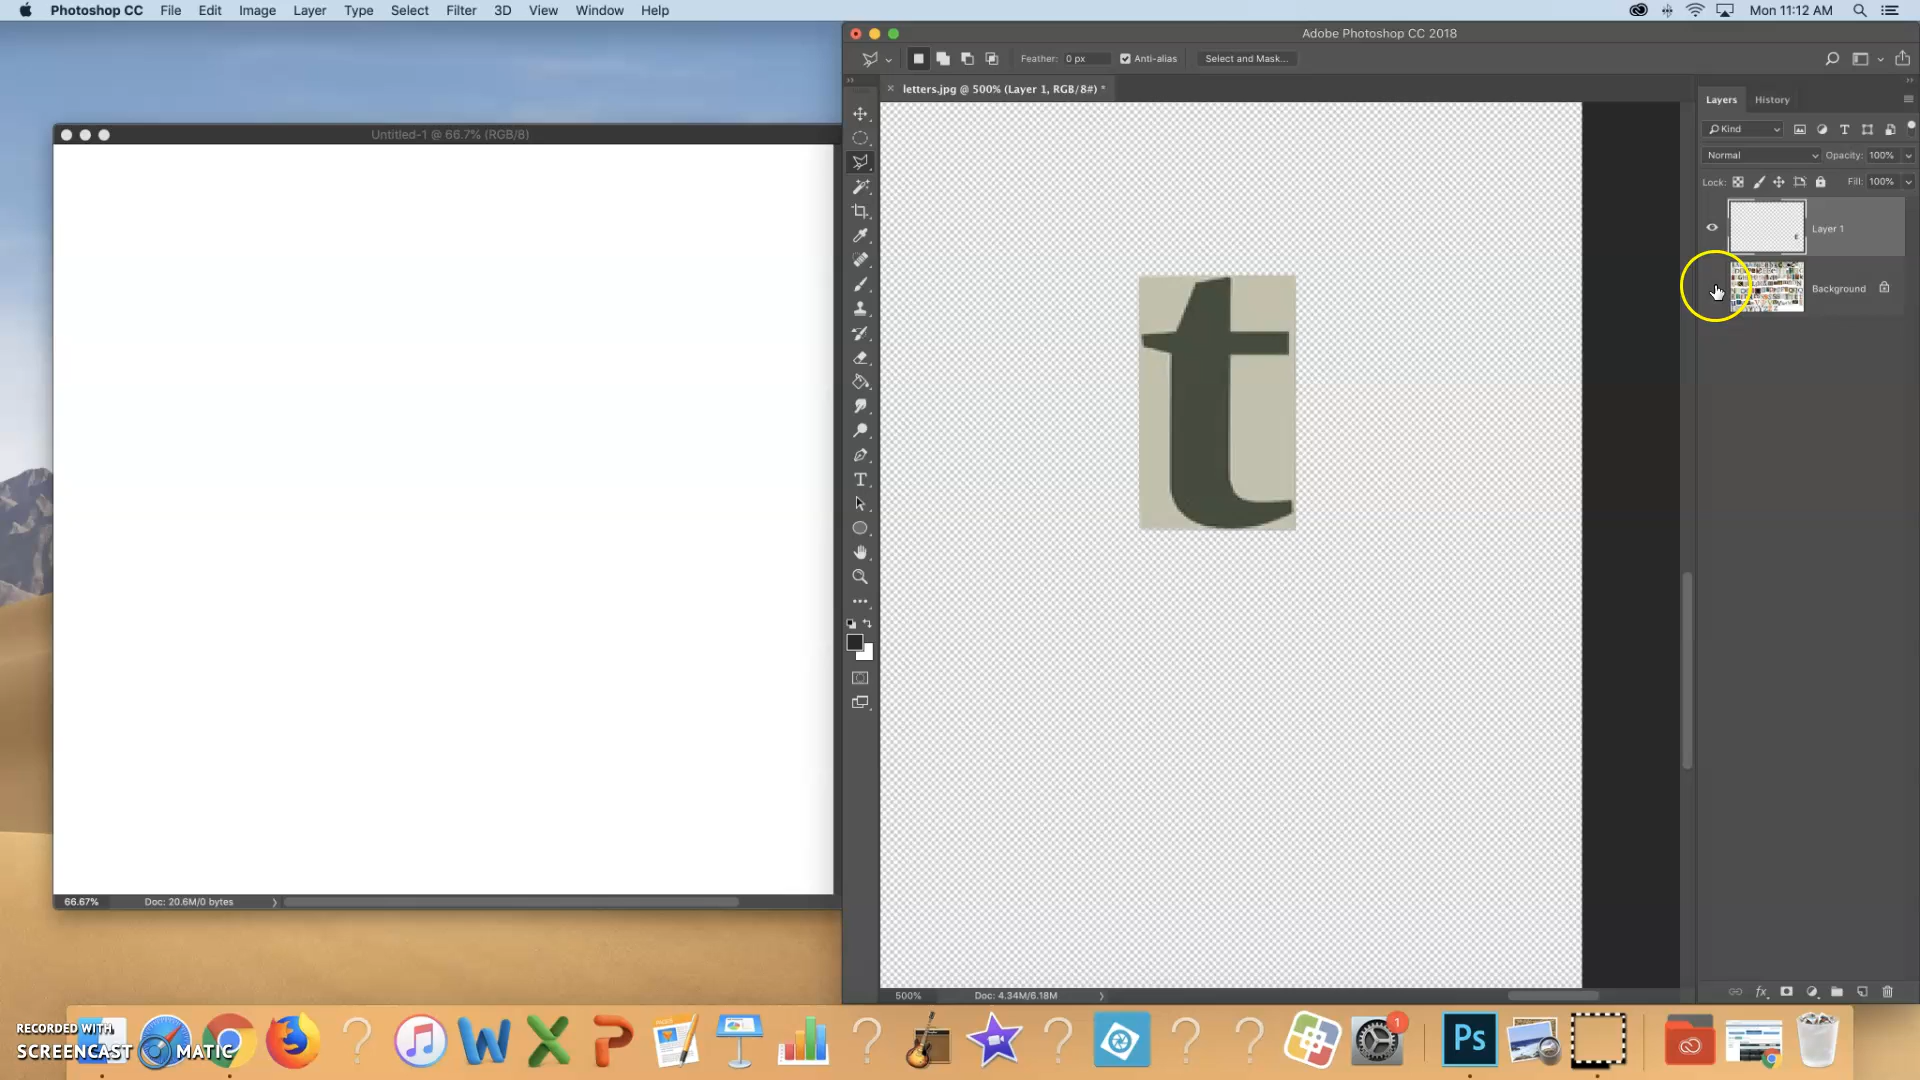 Photoshop CC File Edit Image Layer Type Select Filter 3D View Window Help Mon 11:12 AM
Adobe Photoshop CC 2018
Feather: 0 px Anti-alias Select and Mask...
letters.jpg @ 500% (Layer 1, RGB/8#) *
Layers History
Untitled-1 @ 66.7% (RGB/8)
Kind
Normal Opacity: 100%
Lock: Fill: 100%
Layer 1
Background
t
66.67% Doc: 20.6M/0 bytes
500% Doc: 4.34M/6.18M
1
Ps
RECORDED WITH
SCREENCAST MATIC